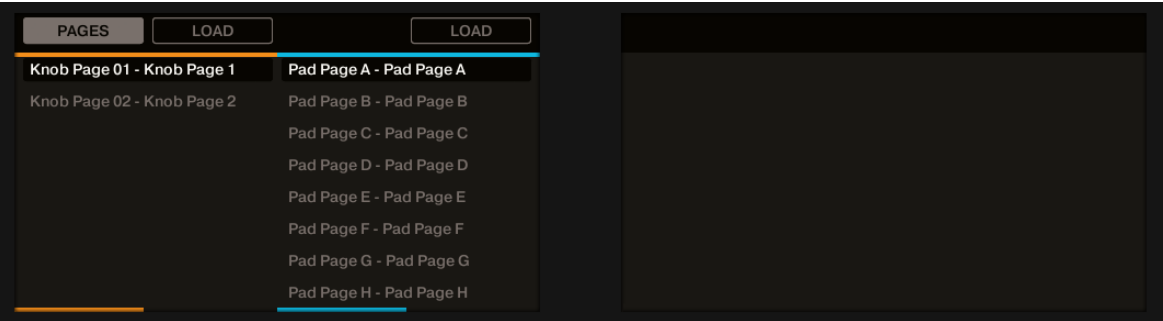 PAGES LOAD LOAD
Knob Page 01 - Knob Page 1 Pad Page A - Pad Page A
Knob Page 02 - Knob Page 2 Pad Page B - Pad Page B
Pad Page C - Pad Page C
Pad Page D - Pad Page D
Pad Page E - Pad Page E
Pad Page F - Pad Page F
Pad Page G - Pad Page G
Pad Page H - Pad Page H